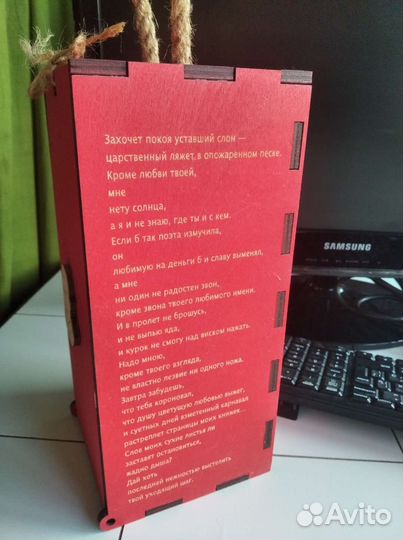 Захочет покоя уставший слон —
царственный ляжет в опожаренном песке.
Кроме любви твоей,
мне
нету солнца,
а я и не знаю, где ты и с кем.
Если б так поэта измучила,
он
любимую на деньги б и славу выменял,
а мне
ни один не радостен звон,
кроме звона твоего любимого имени.
И в пролет не брошусь,
и не выпью яда,
и курок не смогу над виском нажать.
Надо мною,
кроме твоего взгляда,
не властно лезвие ни одного ножа.
Завтра забудешь,
что тебя короновал,
что душу цветущую любовью выжег,
и суетных дней взметенный карнавал
растреплет страницы моих книжек...
Слов моих сухие листья ли
заставят остановиться,
жадно дыша?
Дай хоть
последней нежностью выстелить
твой уходящий шаг.
SAMSUNG
Avito